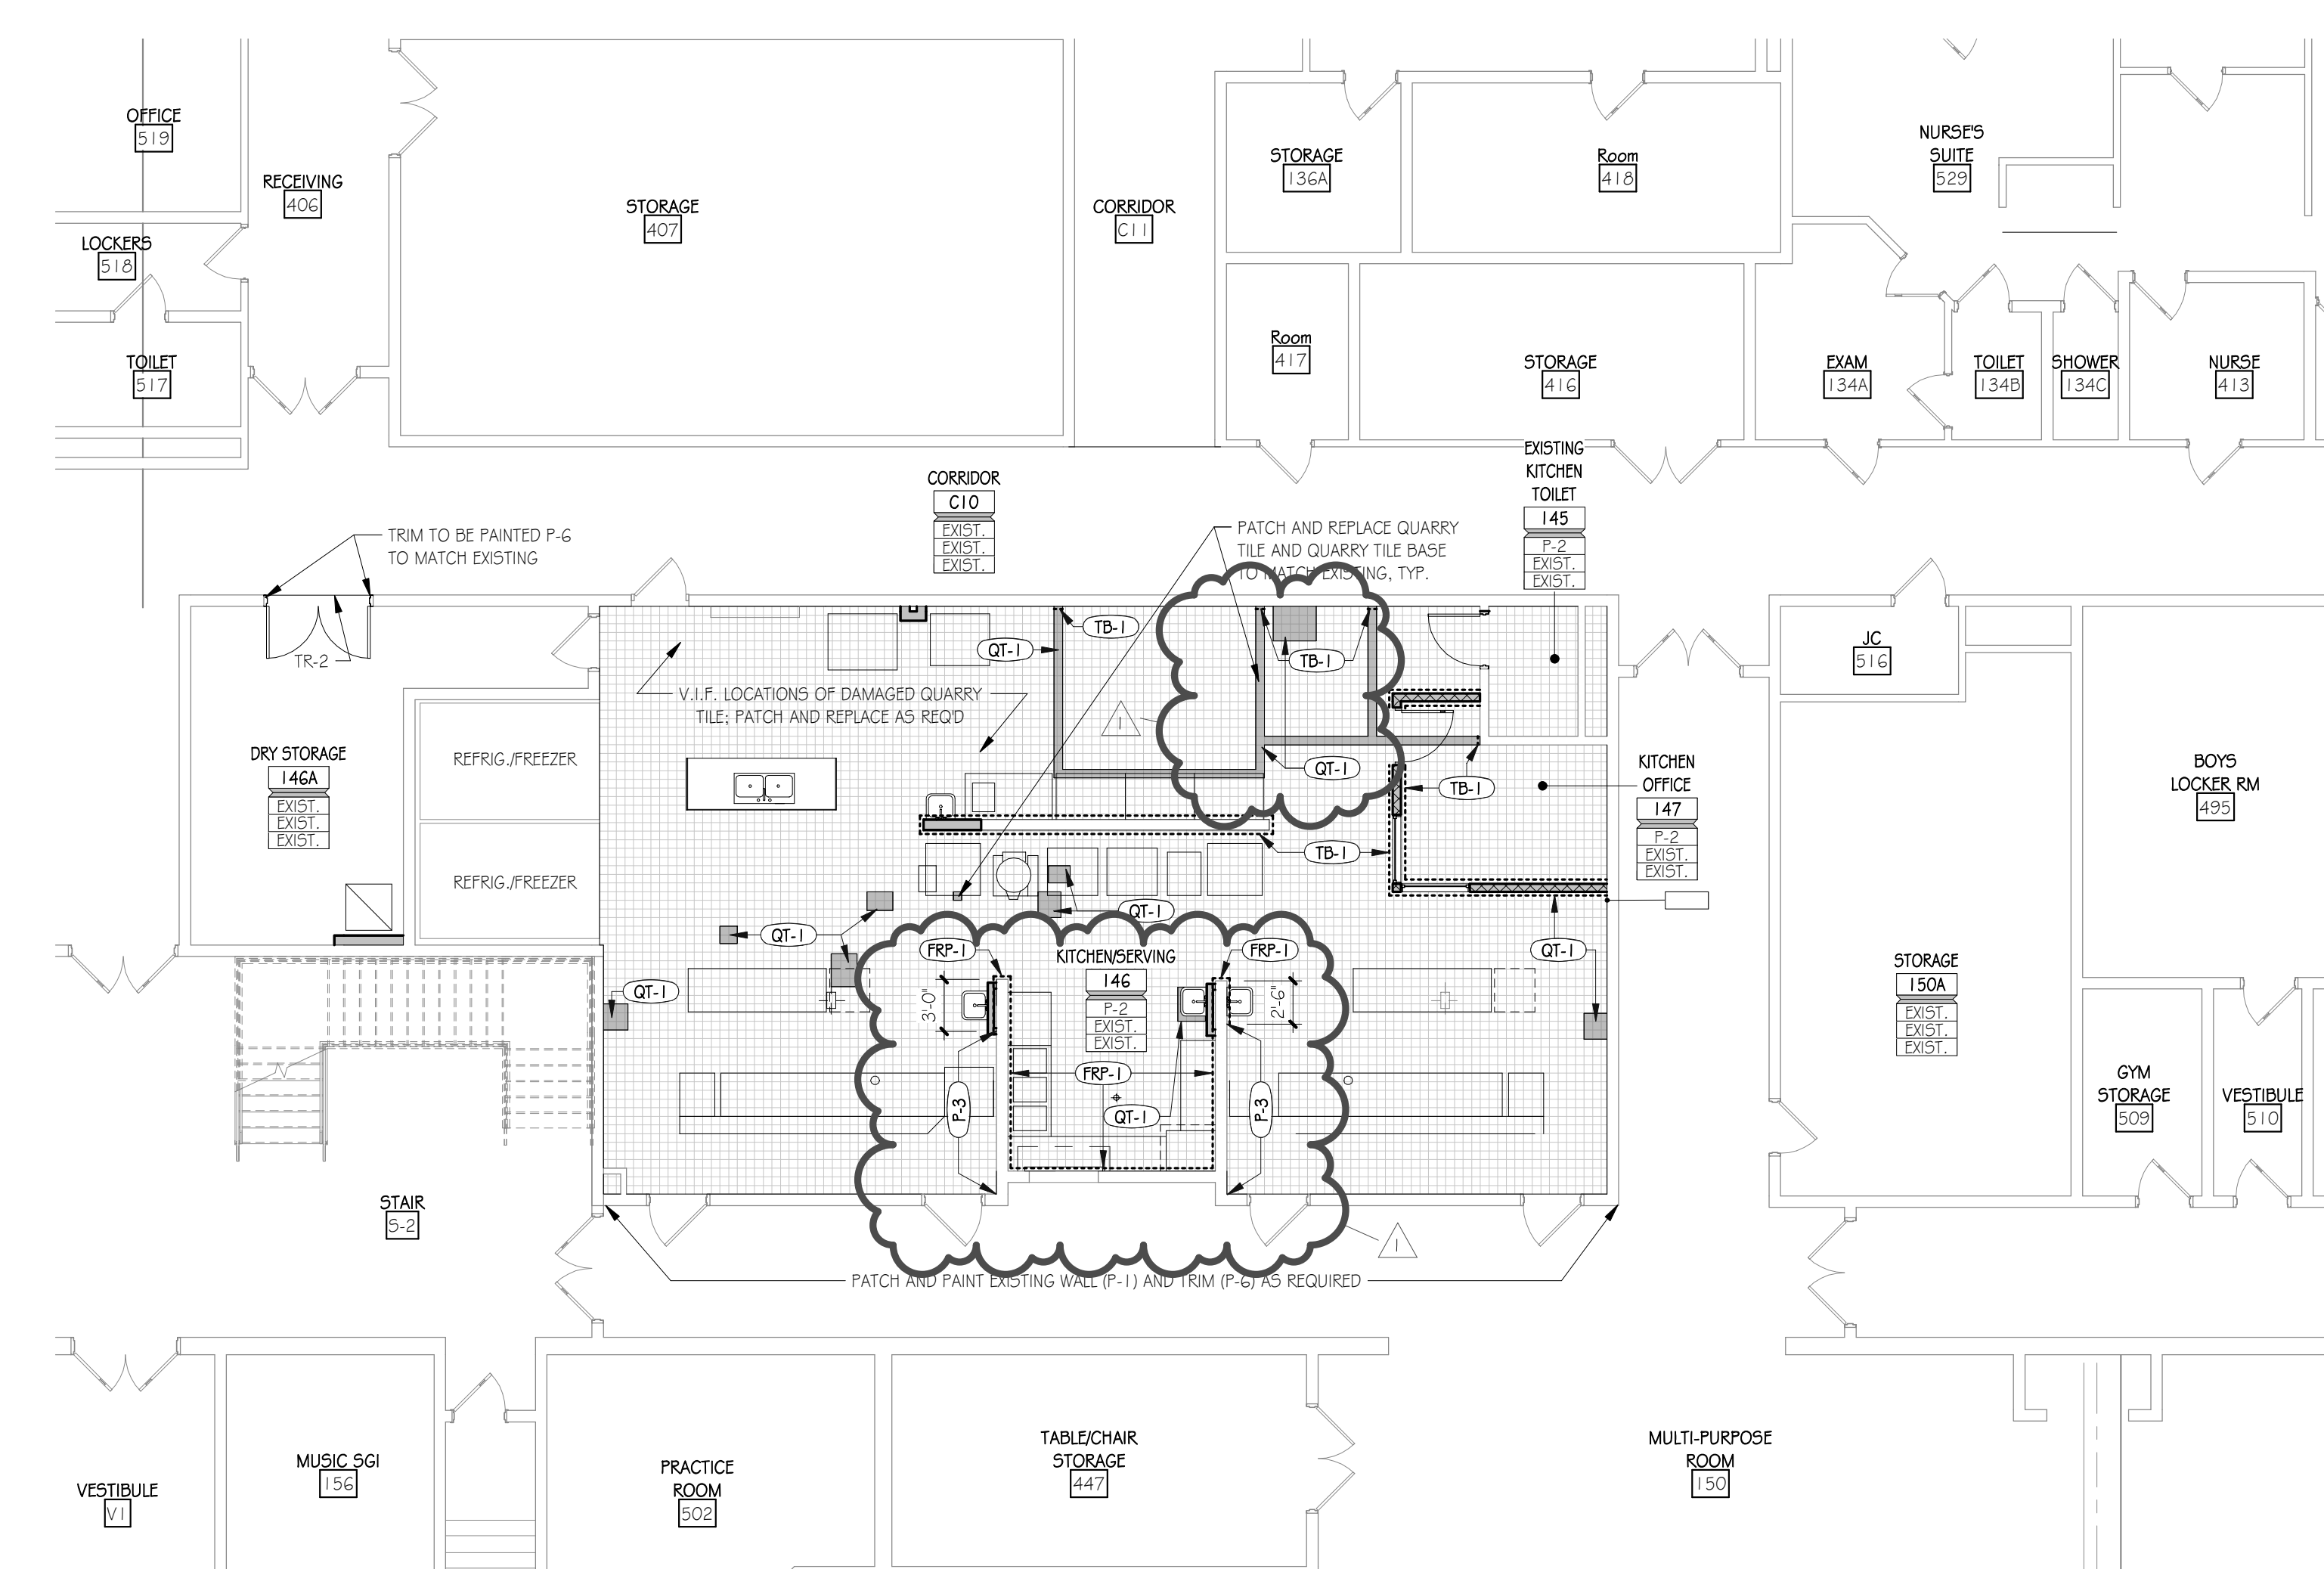 OFFICE
519
RECEIVING
406
LOCKERS
518
TOILET
517
STORAGE
407
CORRIDOR
C11
STORAGE
136A
Room
418
NURSE'S
SUITE
529
Room
417
STORAGE
416
EXAM
134A
TOILET
134B
SHOWER
134C
NURSE
413
CORRIDOR
C10
EXIST.
EXIST.
EXIST.
EXISTING
KITCHEN
TOILET
145
P-2
EXIST.
EXIST.
TRIM TO BE PAINTED P-6
TO MATCH EXISTING
PATCH AND REPLACE QUARRY
TILE AND QUARRY TILE BASE
TO MATCH EXISTING, TYP.
TR-2
QT-1
TB-1
TB-1
V.I.F. LOCATIONS OF DAMAGED QUARRY
TILE; PATCH AND REPLACE AS REQ'D
1
QT-1
TB-1
TB-1
JC
516
DRY STORAGE
146A
EXIST.
EXIST.
EXIST.
REFRIG./FREEZER
REFRIG./FREEZER
KITCHEN
OFFICE
147
P-2
EXIST.
EXIST.
BOYS
LOCKER RM
495
QT-1
QT-1
QT-1
QT-1
FRP-1
KITCHEN/SERVING
146
P-2
EXIST.
EXIST.
FRP-1
3'-0"
2'-6"
FRP-1
QT-1
P-3
P-3
STORAGE
150A
EXIST.
EXIST.
EXIST.
GYM
STORAGE
509
VESTIBULE
510
STAIR
S-2
1
PATCH AND PAINT EXISTING WALL (P-1) AND TRIM (P-6) AS REQUIRED
VESTIBULE
V1
MUSIC SGI
156
PRACTICE
ROOM
502
TABLE/CHAIR
STORAGE
447
MULTI-PURPOSE
ROOM
150